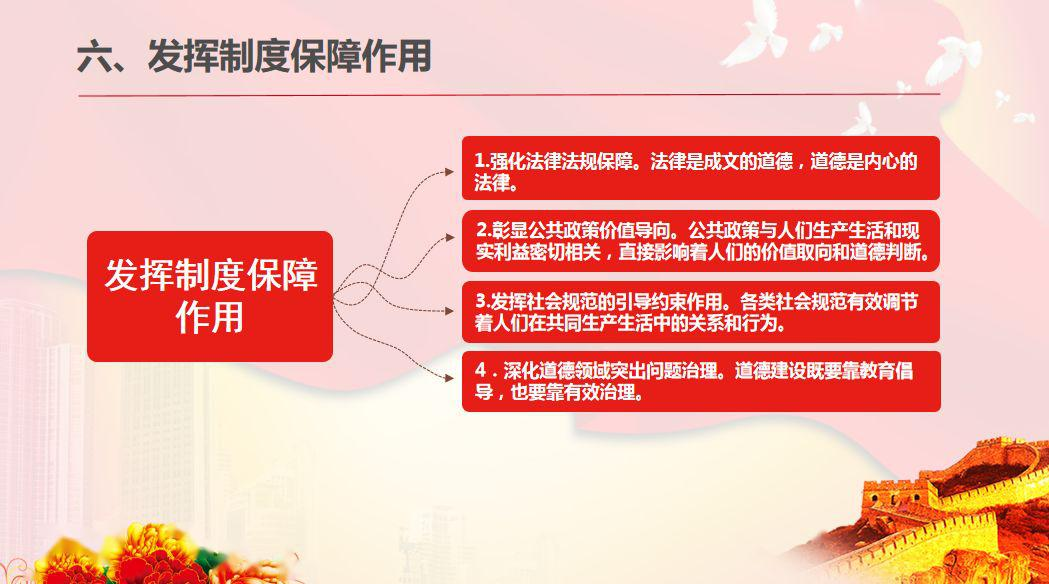 六、发挥制度保障作用
发挥制度保障
作用
1.强化法律法规保障。法律是成文的道德，道德是内心的
法律。
2.彰显公共政策价值导向。公共政策与人们生产生活和现
实利益密切相关，直接影响着人们的价值取向和道德判断。
3.发挥社会规范的引导约束作用。各类社会规范有效调节
着人们在共同生产生活中的关系和行为。
4．深化道德领域突出问题治理。道德建设既要靠教育倡
导，也要靠有效治理。